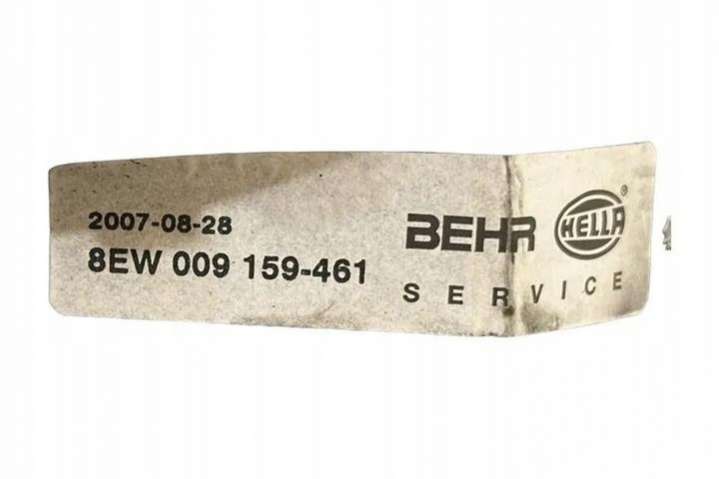 2007-08-28
8EW 009 159-461
BEHR HELLA®
SERVICE